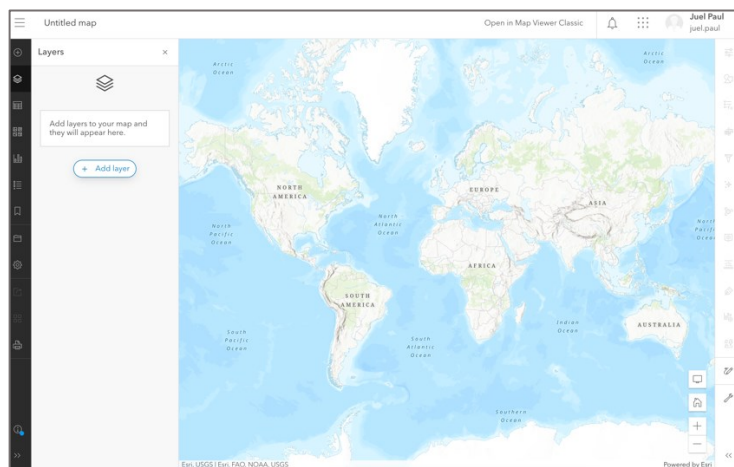 Untitled map
Open in Map Viewer Classic
Juel Paul
juel.paul
Layers
Add layers to your map and
they will appear here.
+ Add layer
Arctic
Ocean
Arctic
Ocean
NORTH
AMERICA
EUROPE
ASIA
North
Pacific
Ocean
North
Atlantic
Ocean
North
Pacif
Ocea
AFRICA
SOUTH
AMERICA
Indian
Ocean
AUSTRALIA
South
Pacific
Ocean
South
Atlantic
Ocean
Southern
Ocean
Esri, USGS | Esri, FAO, NOAA, USGS
Powered by Esri